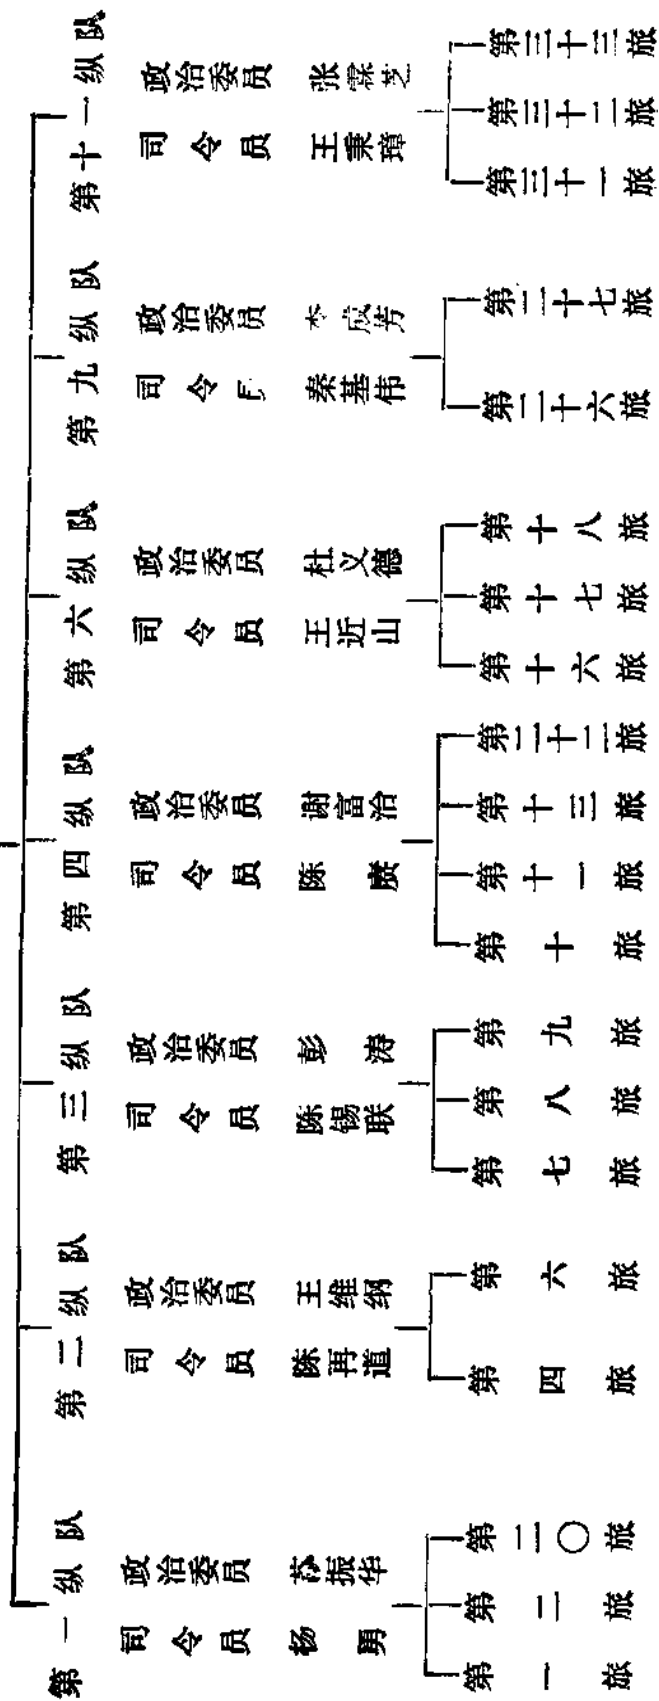 第一纵队
司令员 杨勇
政治委员 苏振华
第一旅
第二旅
第二〇旅
第二纵队
司令员 陈再道
政治委员 王维纲
第四旅
第六旅
第三纵队
司令员 陈锡联
政治委员 彭涛
第七旅
第八旅
第九旅
第四纵队
司令员 陈赓
政治委员 谢富治
第十旅
第十一旅
第十三旅
第二十二旅
第六纵队
司令员 王近山
政治委员 杜义德
第十六旅
第十七旅
第十八旅
第九纵队
司令 秦基伟
政治委员 李成芳
第二十六旅
第二十七旅
第十一纵队
司令员 王秉璋
政治委员 张霖芝
第三十一旅
第三十二旅
第三十三旅